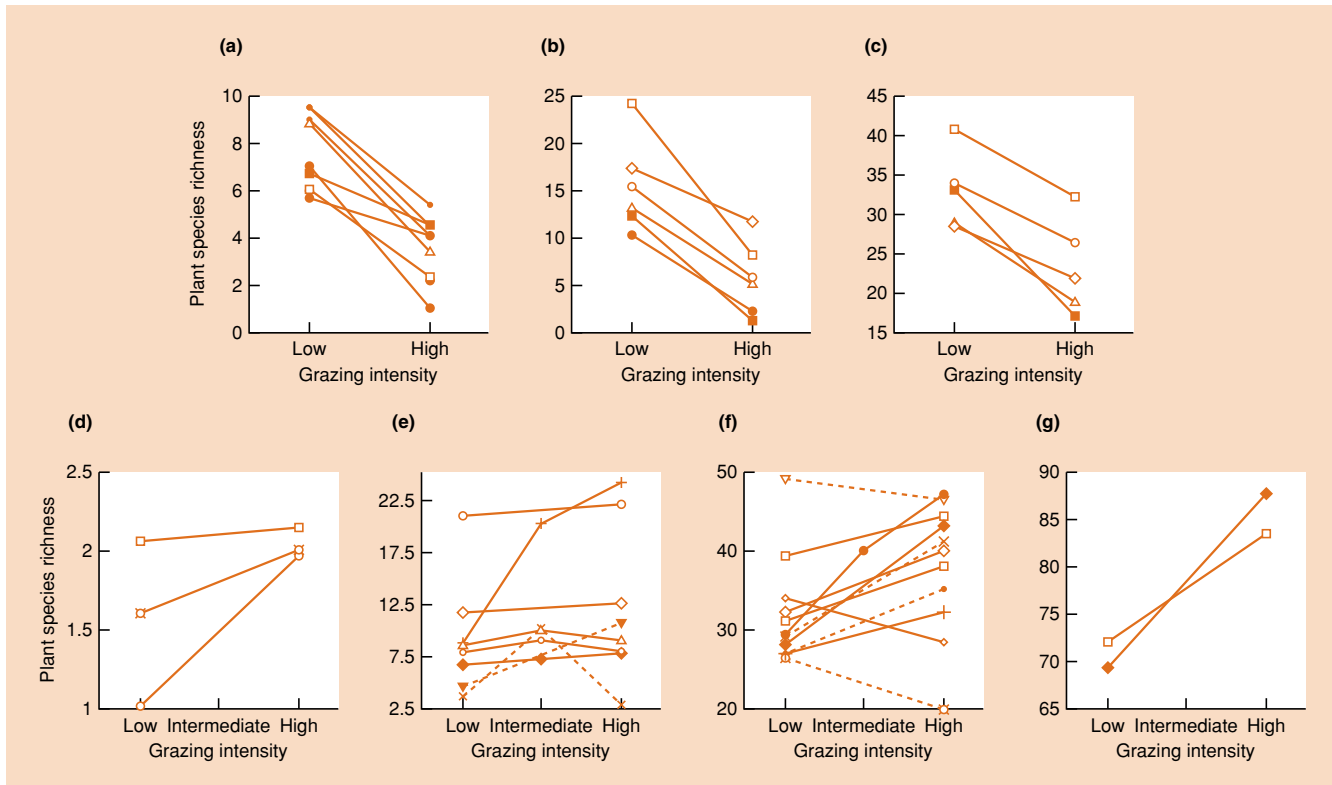 (a)
(b)
(c)
Plant species richness
10
8
6
4
2
0
Low High
Grazing intensity
25
20
15
10
5
0
Low High
Grazing intensity
45
40
35
30
25
20
15
Low High
Grazing intensity
(d)
(e)
(f)
(g)
Plant species richness
2.5
2
1.5
1
Low Intermediate High
Grazing intensity
22.5
17.5
12.5
7.5
2.5
Low Intermediate High
Grazing intensity
50
40
30
20
Low Intermediate High
Grazing intensity
90
85
80
75
70
65
Low Intermediate High
Grazing intensity